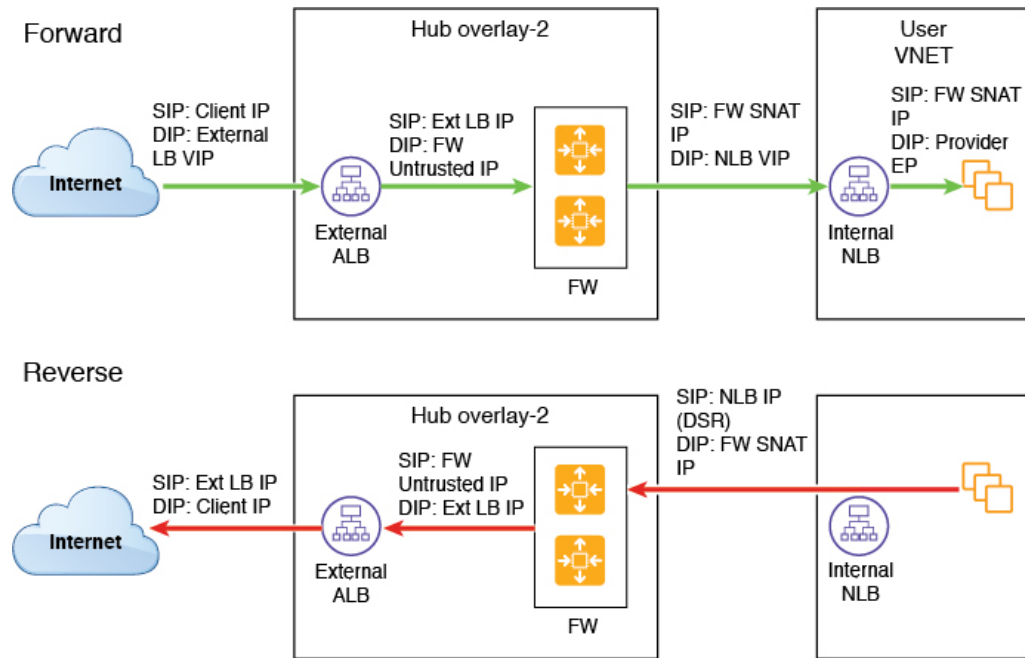 Forward
Hub overlay-2
User
VNET
SIP: Client IP
DIP: External
LB VIP
SIP: Ext LB IP
DIP: FW
Untrusted IP
SIP: FW SNAT
IP
DIP: NLB VIP
SIP: FW SNAT
IP
DIP: Provider
EP
Internet
External
ALB
FW
Internal
NLB
Reverse
Hub overlay-2
SIP: NLB IP
(DSR)
DIP: FW SNAT
IP
SIP: Ext LB IP
DIP: Client IP
SIP: FW
Untrusted IP
DIP: Ext LB IP
Internet
External
ALB
FW
Internal
NLB